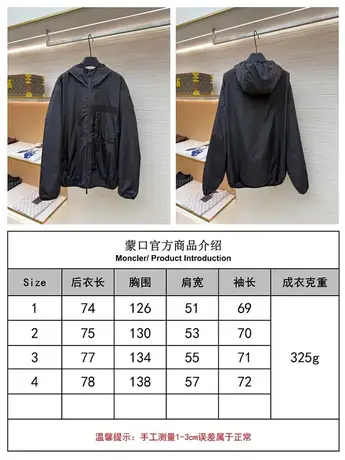 蒙口官方商品介绍
Moncler/ Product Introduction
Size 后衣长 胸围 肩宽 袖长 成衣克重
1 74 126 51 69
2 75 130 53 70
3 77 134 55 71
4 78 138 57 72
325g
温馨提示：手工测量1-3cm误差属于正常